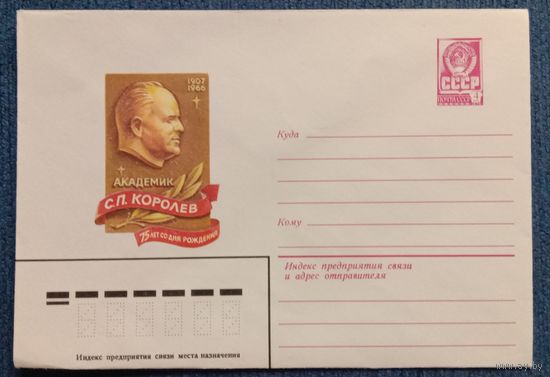 1907
1966
АКАДЕМИК
С.П. КОРОЛЕВ
75 ЛЕТ СО ДНЯ РОЖДЕНИЯ
СССР
4
Куда
Кому
Индекс предприятия связи
и адрес отправителя
Индекс предприятия связи места назначения